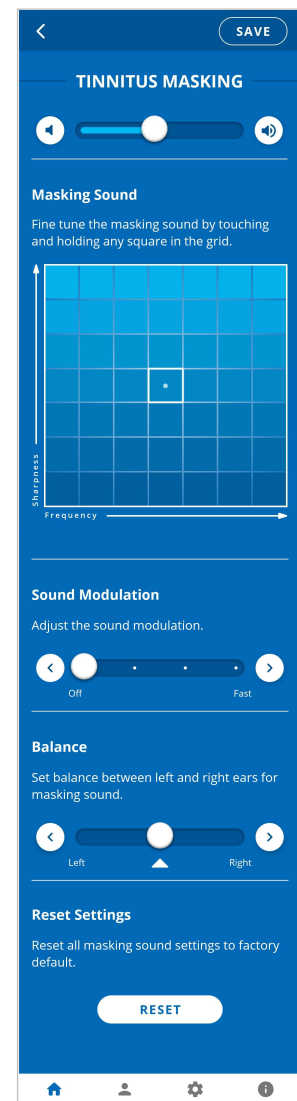 SAVE
TINNITUS MASKING
Masking Sound
Fine tune the masking sound by touching
and holding any square in the grid.
Sharpness
Frequency
Sound Modulation
Adjust the sound modulation.
Off
Fast
Balance
Set balance between left and right ears for
masking sound.
Left
Right
Reset Settings
Reset all masking sound settings to factory
default.
RESET